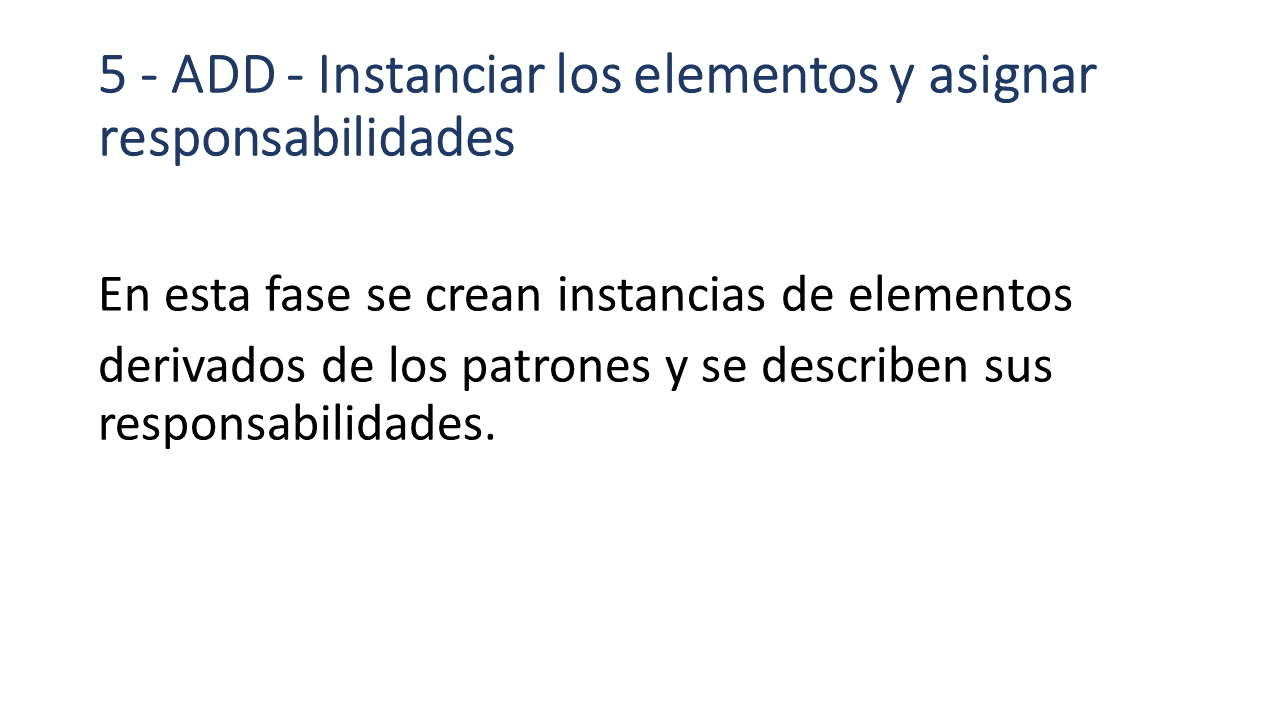 5 - ADD - Instanciar los elementos y asignar
responsabilidades
En esta fase se crean instancias de elementos
derivados de los patrones y se describen sus
responsabilidades.